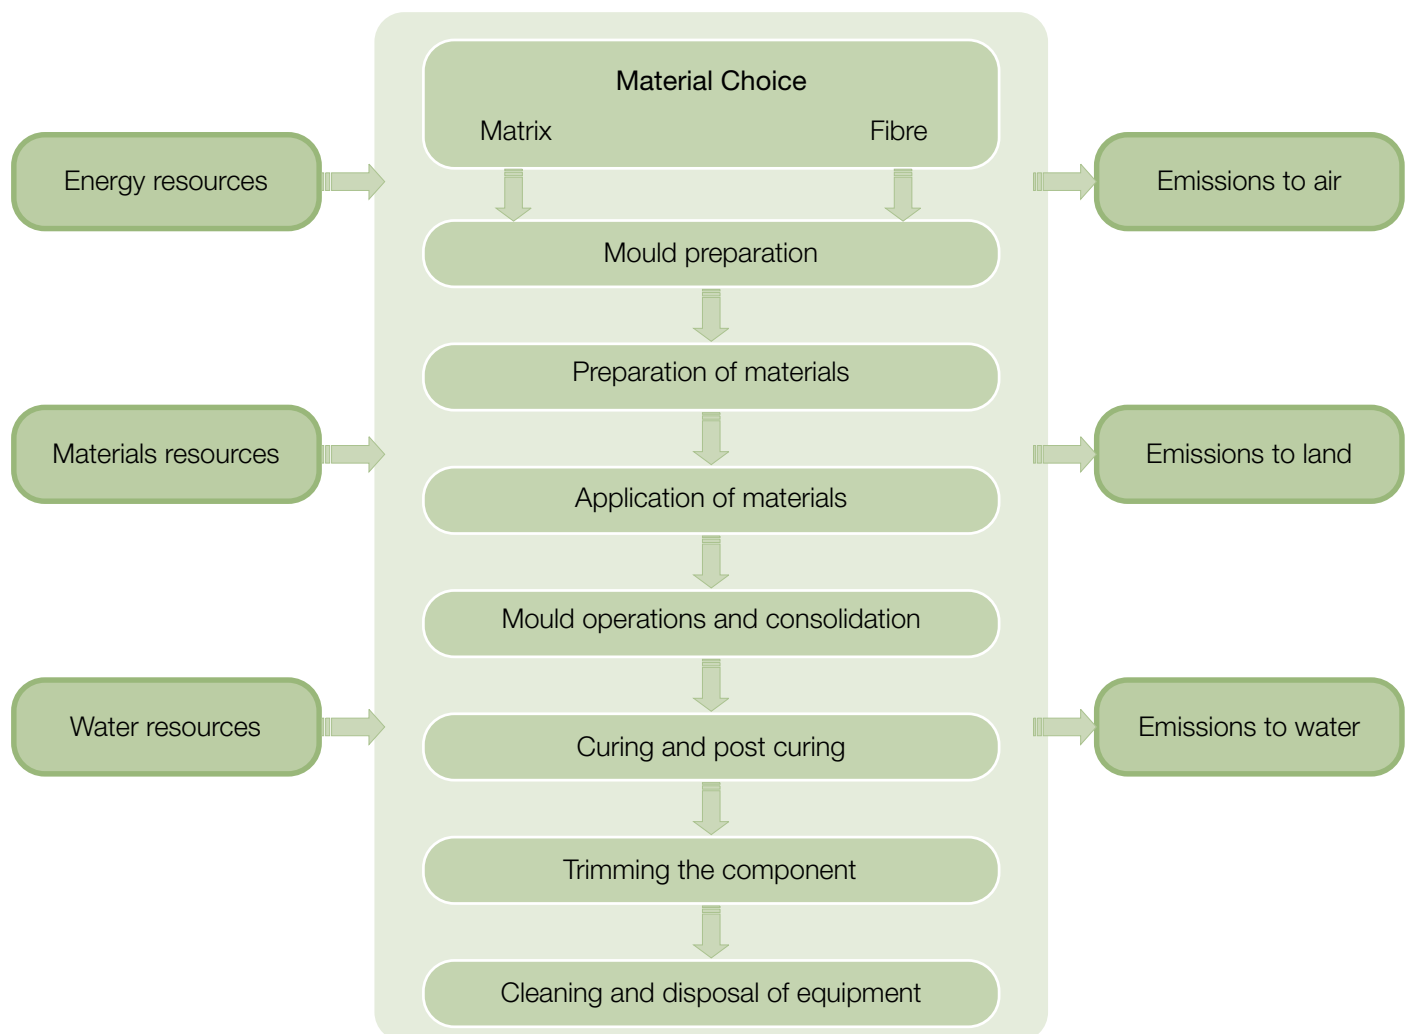 Material Choice
Matrix
Fibre
Energy resources
Emissions to air
Mould preparation
Preparation of materials
Materials resources
Emissions to land
Application of materials
Mould operations and consolidation
Water resources
Emissions to water
Curing and post curing
Trimming the component
Cleaning and disposal of equipment